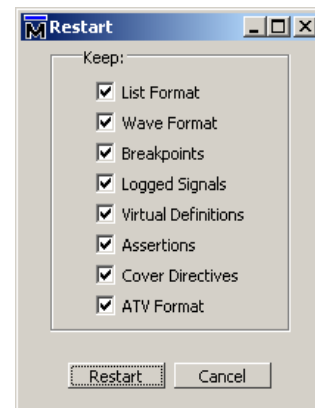 Restart
Keep:
List Format
Wave Format
Breakpoints
Logged Signals
Virtual Definitions
Assertions
Cover Directives
ATV Format
Restart Cancel